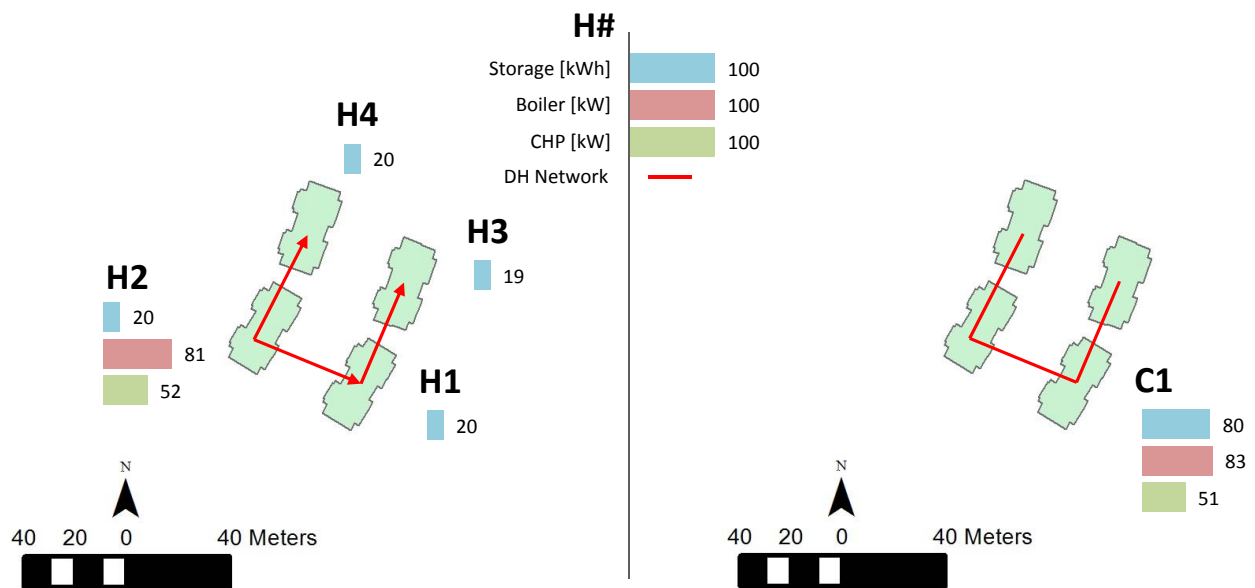 H#
Storage [kWh] 100
Boiler [kW] 100
CHP [kW] 100
DH Network
H4
20
H3
19
H2
20
81
52
H1
20
C1
80
83
51
N
40 20 0 40 Meters
N
40 20 0 40 Meters